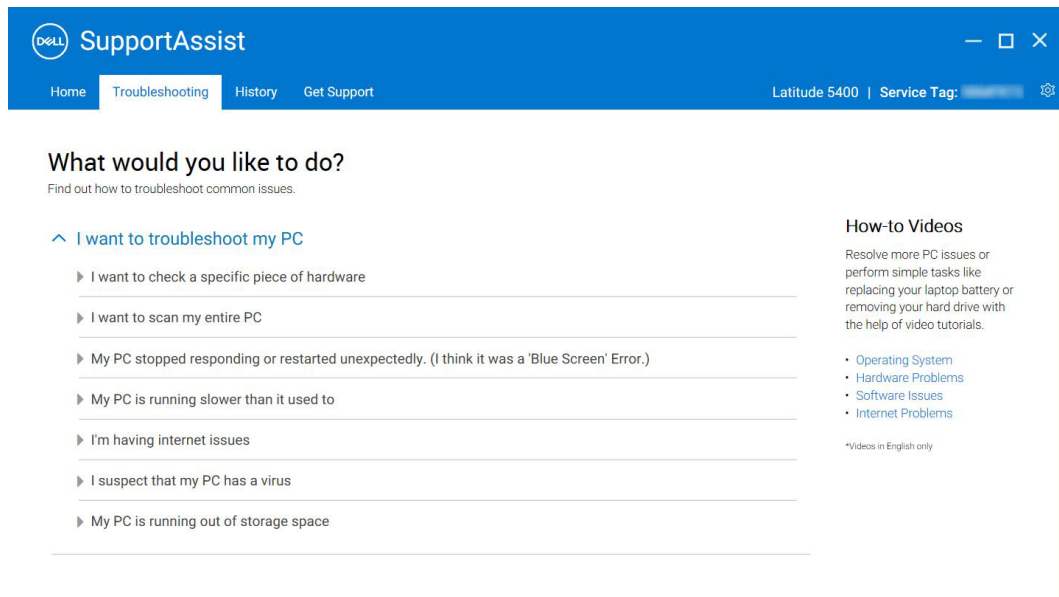 DELL SupportAssist
Home Troubleshooting History Get Support Latitude 5400 | Service Tag:
What would you like to do?
Find out how to troubleshoot common issues.
I want to troubleshoot my PC
I want to check a specific piece of hardware
I want to scan my entire PC
My PC stopped responding or restarted unexpectedly. (I think it was a 'Blue Screen' Error.)
My PC is running slower than it used to
I'm having internet issues
I suspect that my PC has a virus
My PC is running out of storage space
How-to Videos
Resolve more PC issues or
perform simple tasks like
replacing your laptop battery or
removing your hard drive with
the help of video tutorials.
• Operating System
• Hardware Problems
• Software Issues
• Internet Problems
*Videos in English only